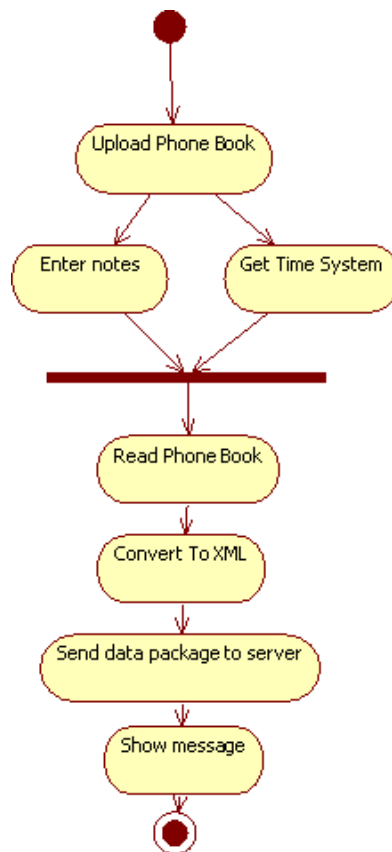 Upload Phone Book
Enter notes
Get Time System
Read Phone Book
Convert To XML
Send data package to server
Show message